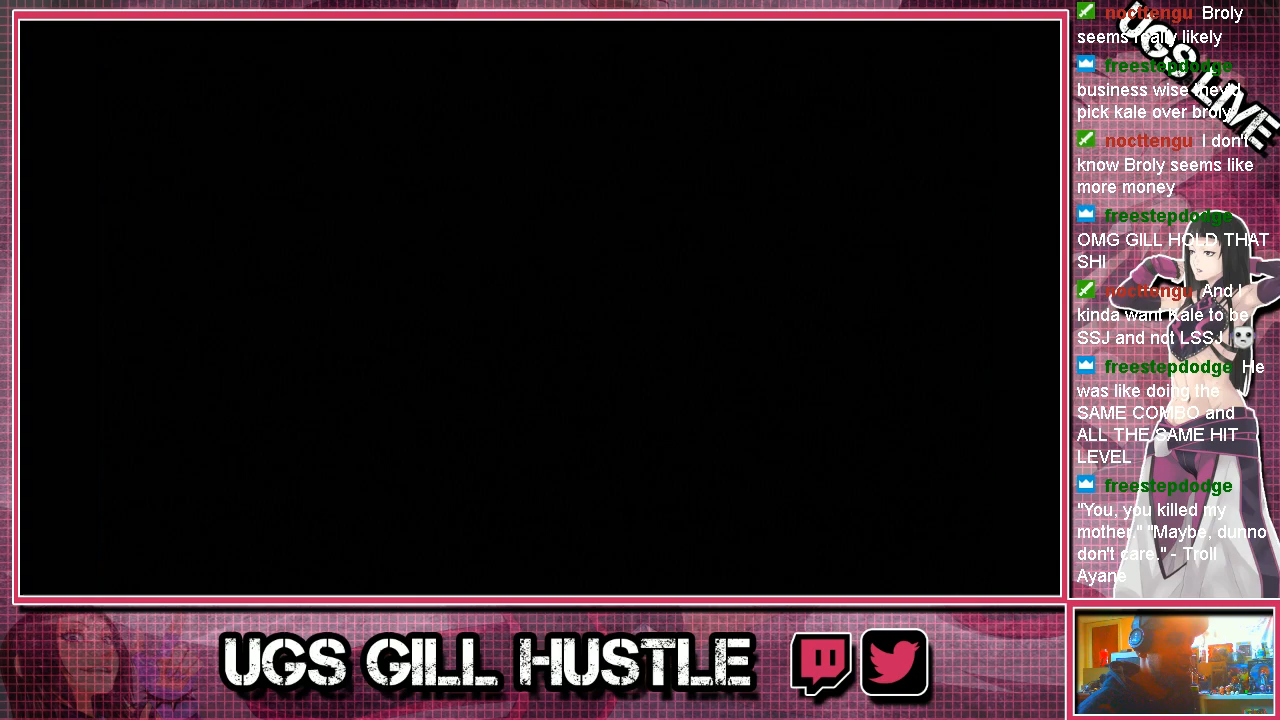 nocttengu Broly
seems really likely
freestepdodge
business wise they'd
pick kale over broly
nocttengu I don't
know Broly seems like
more money
freestepdodge
OMG GILL HOLD THAT
SHI
nocttengu And I
kinda want Kale to be
SSJ and not LSSJ
freestepdodge He
was like doing the
SAME COMBO and
ALL THE SAME HIT
LEVEL
freestepdodge
"You, you killed my
mother." "Maybe, dunno
don't care." - Troll
Ayane
UGS LIVE
UGS GILL HUSTLE